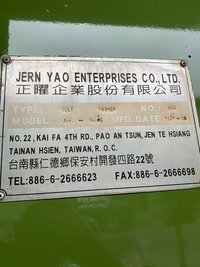 JERN YAO ENTERPRISES CO., LTD.
正曜企業股份有限公司
TYPE: BOLT FORMER NO.:
MODEL: MFD. DATE
NO. 22, KAI FA 4TH RD., PAO AN TSUN, JEN TE HSIANG
TAINAN HSIEN, TAIWAN, R. O. C.
台南縣仁德鄉保安村開發四路22號
TEL:886-6-2666623 FAX:886-6-2666698